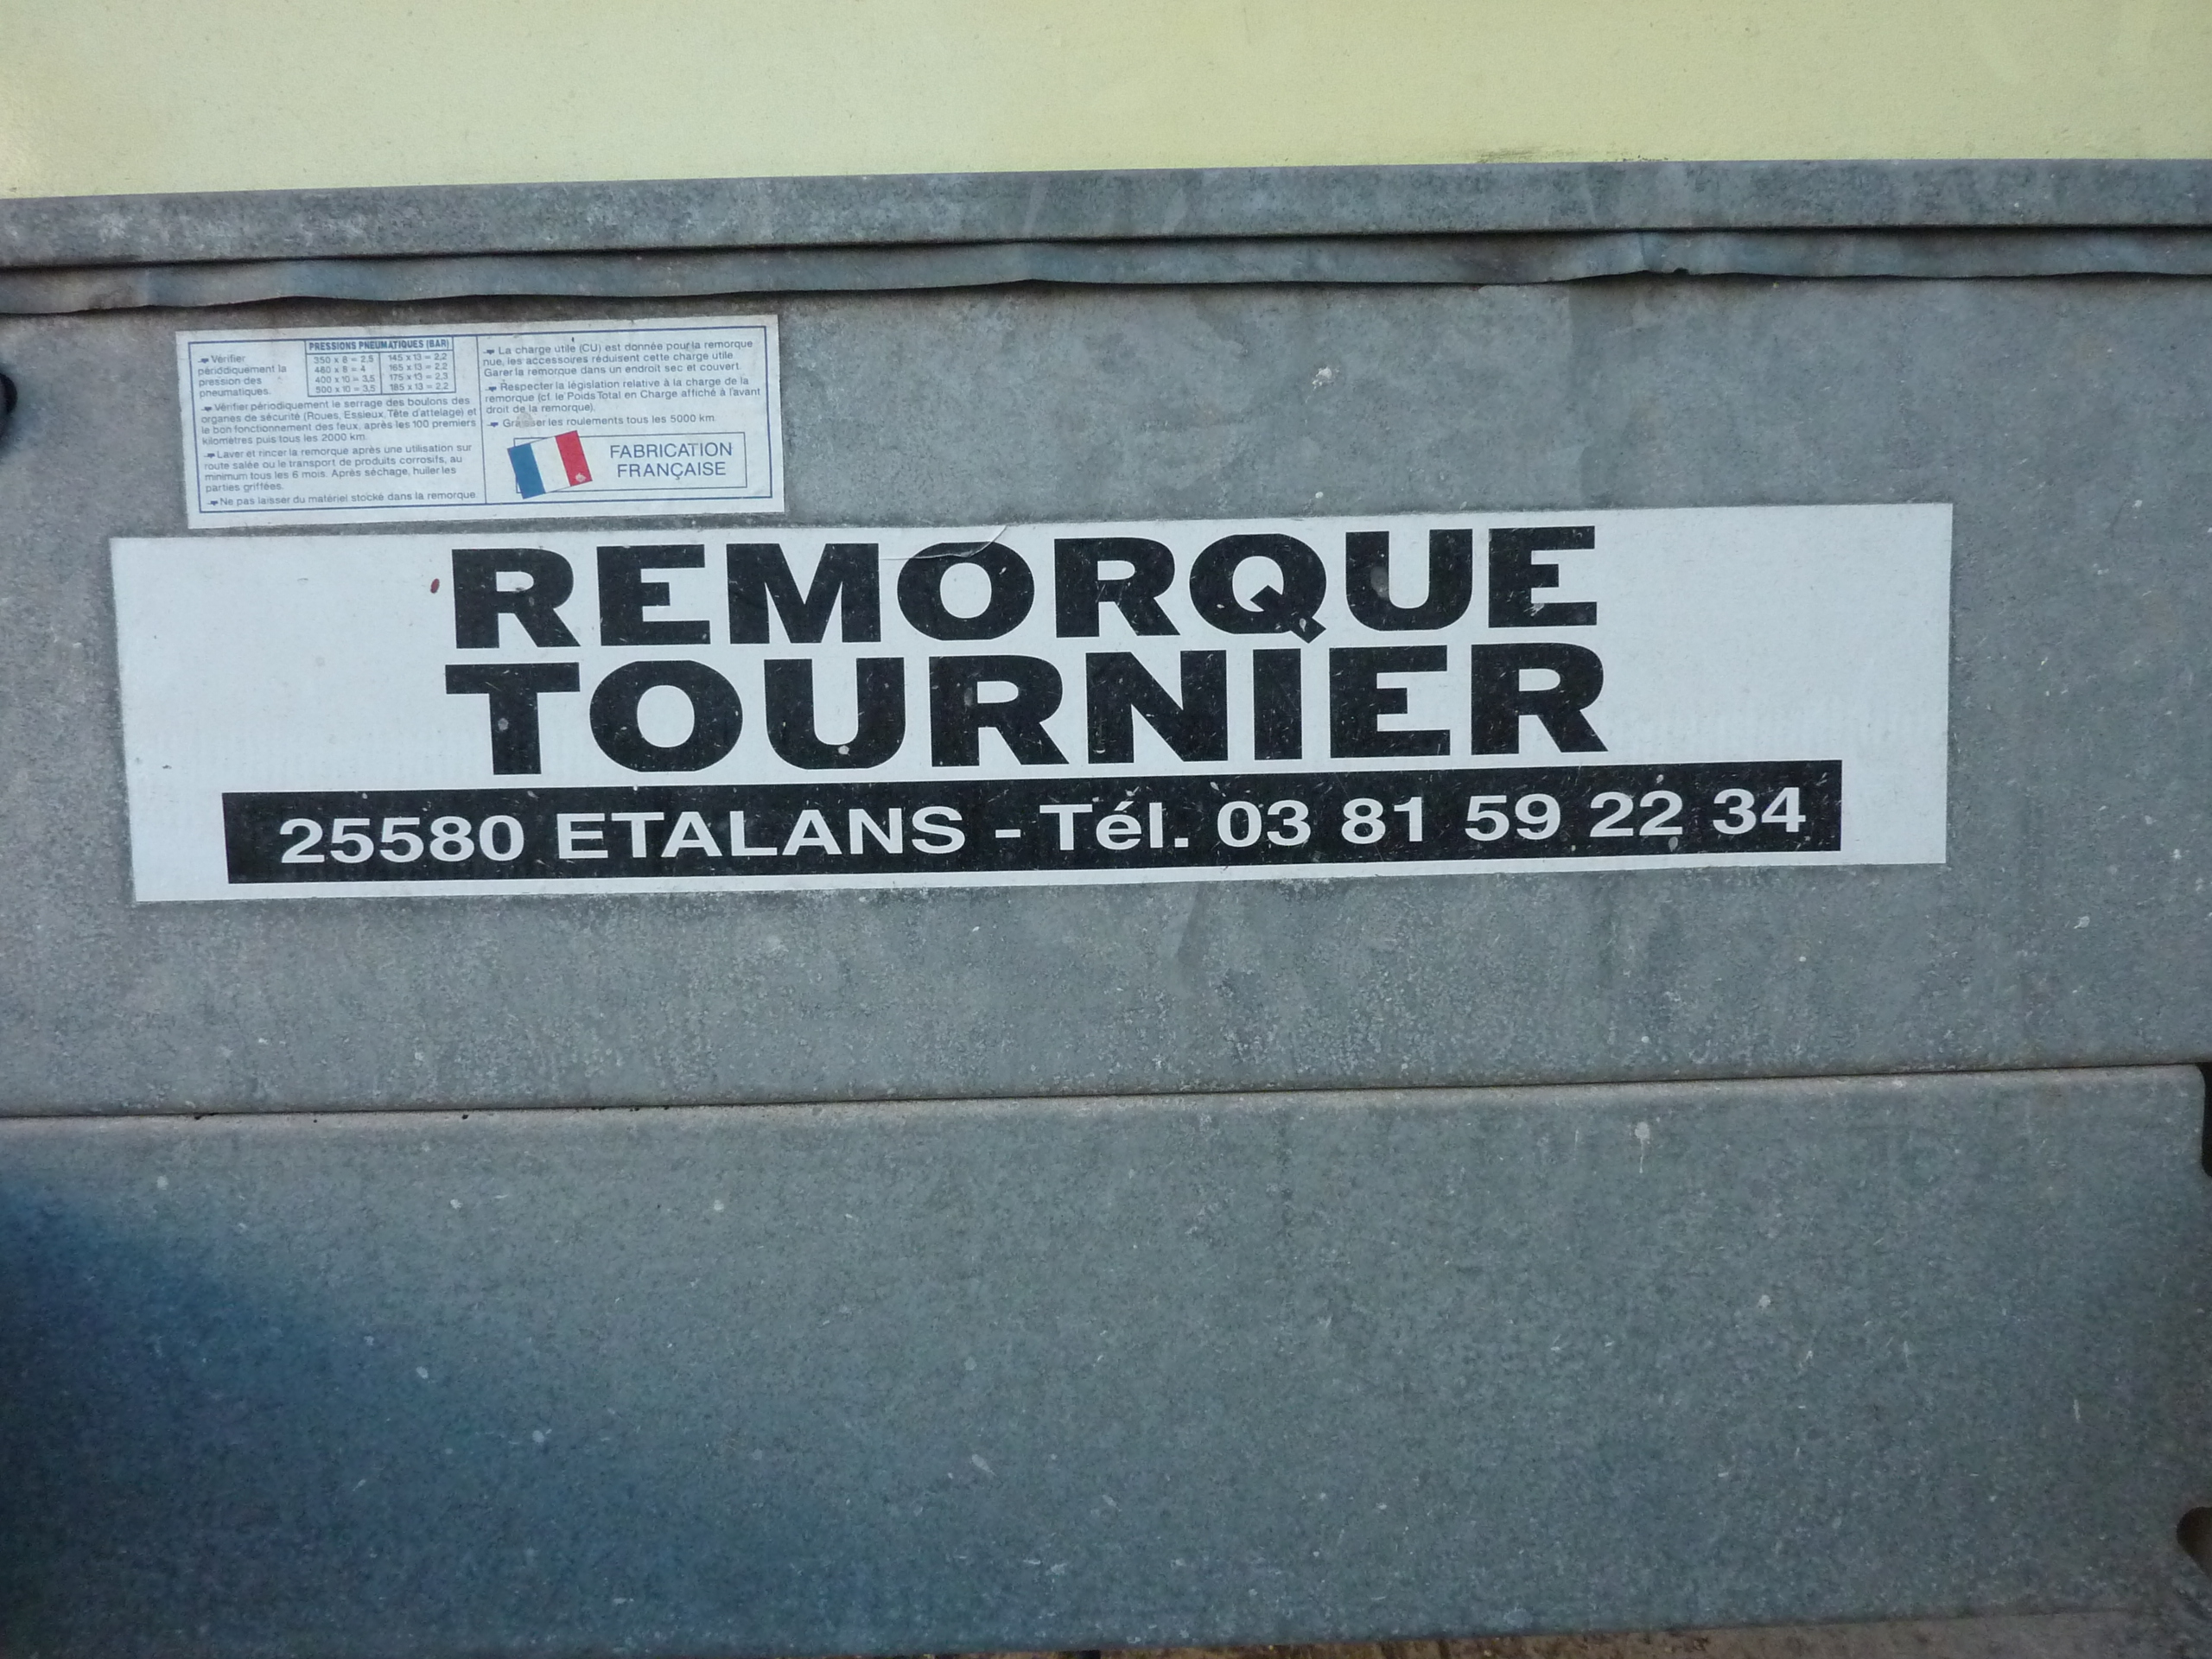 Vérifier
périodiquement la
pression des
pneumatiques.
PRESSIONS PNEUMATIQUES (BAR)
350 x 8 = 2,5 145 x 13 = 2,2
480 x 8 = 4 165 x 13 = 2,2
400 x 10 = 3,5 175 x 13 = 2,3
500 x 10 = 3,5 185 x 13 = 2,2
Vérifier périodiquement le serrage des boulons des
organes de sécurité (Roues, Essieux, Tête d'attelage) et
le bon fonctionnement des feux, après les 100 premiers
kilomètres puis tous les 2000 km.
Laver et rincer la remorque après une utilisation sur
route salée ou le transport de produits corrosifs, au
minimum tous les 6 mois. Après séchage, huiler les
parties griffées.
Ne pas laisser du matériel stocké dans la remorque
La charge utile (CU) est donnée pour la remorque
nue, les accessoires réduisent cette charge utile.
Garer la remorque dans un endroit sec et couvert.
Respecter la législation relative à la charge de la
remorque (cf. le Poids Total en Charge affiché à l'avant
droit de la remorque).
Graisser les roulements tous les 5000 km.
FABRICATION
FRANÇAISE
REMORQUE
TOURNIER
25580 ETALANS - Tél. 03 81 59 22 34